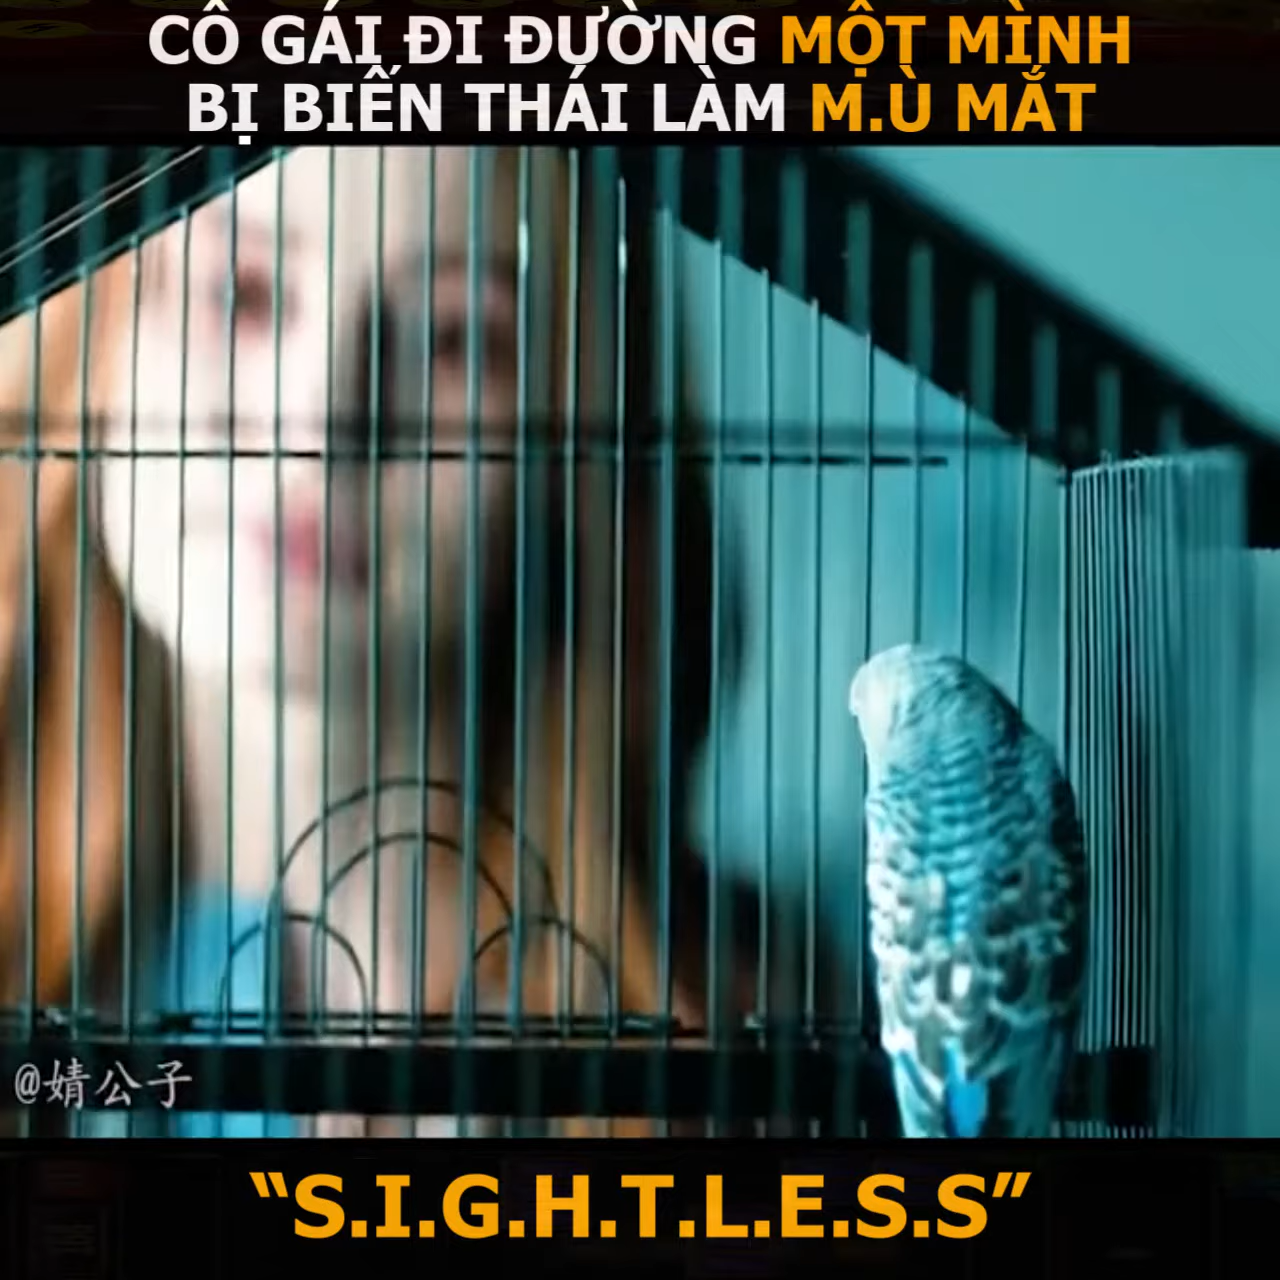 CÔ GÁI ĐI ĐƯỜNG MỘT MÌNH
BỊ BIẾN THÁI LÀM M.Ù MẮT
@婧公子
“S.I.G.H.T.L.E.S.S”